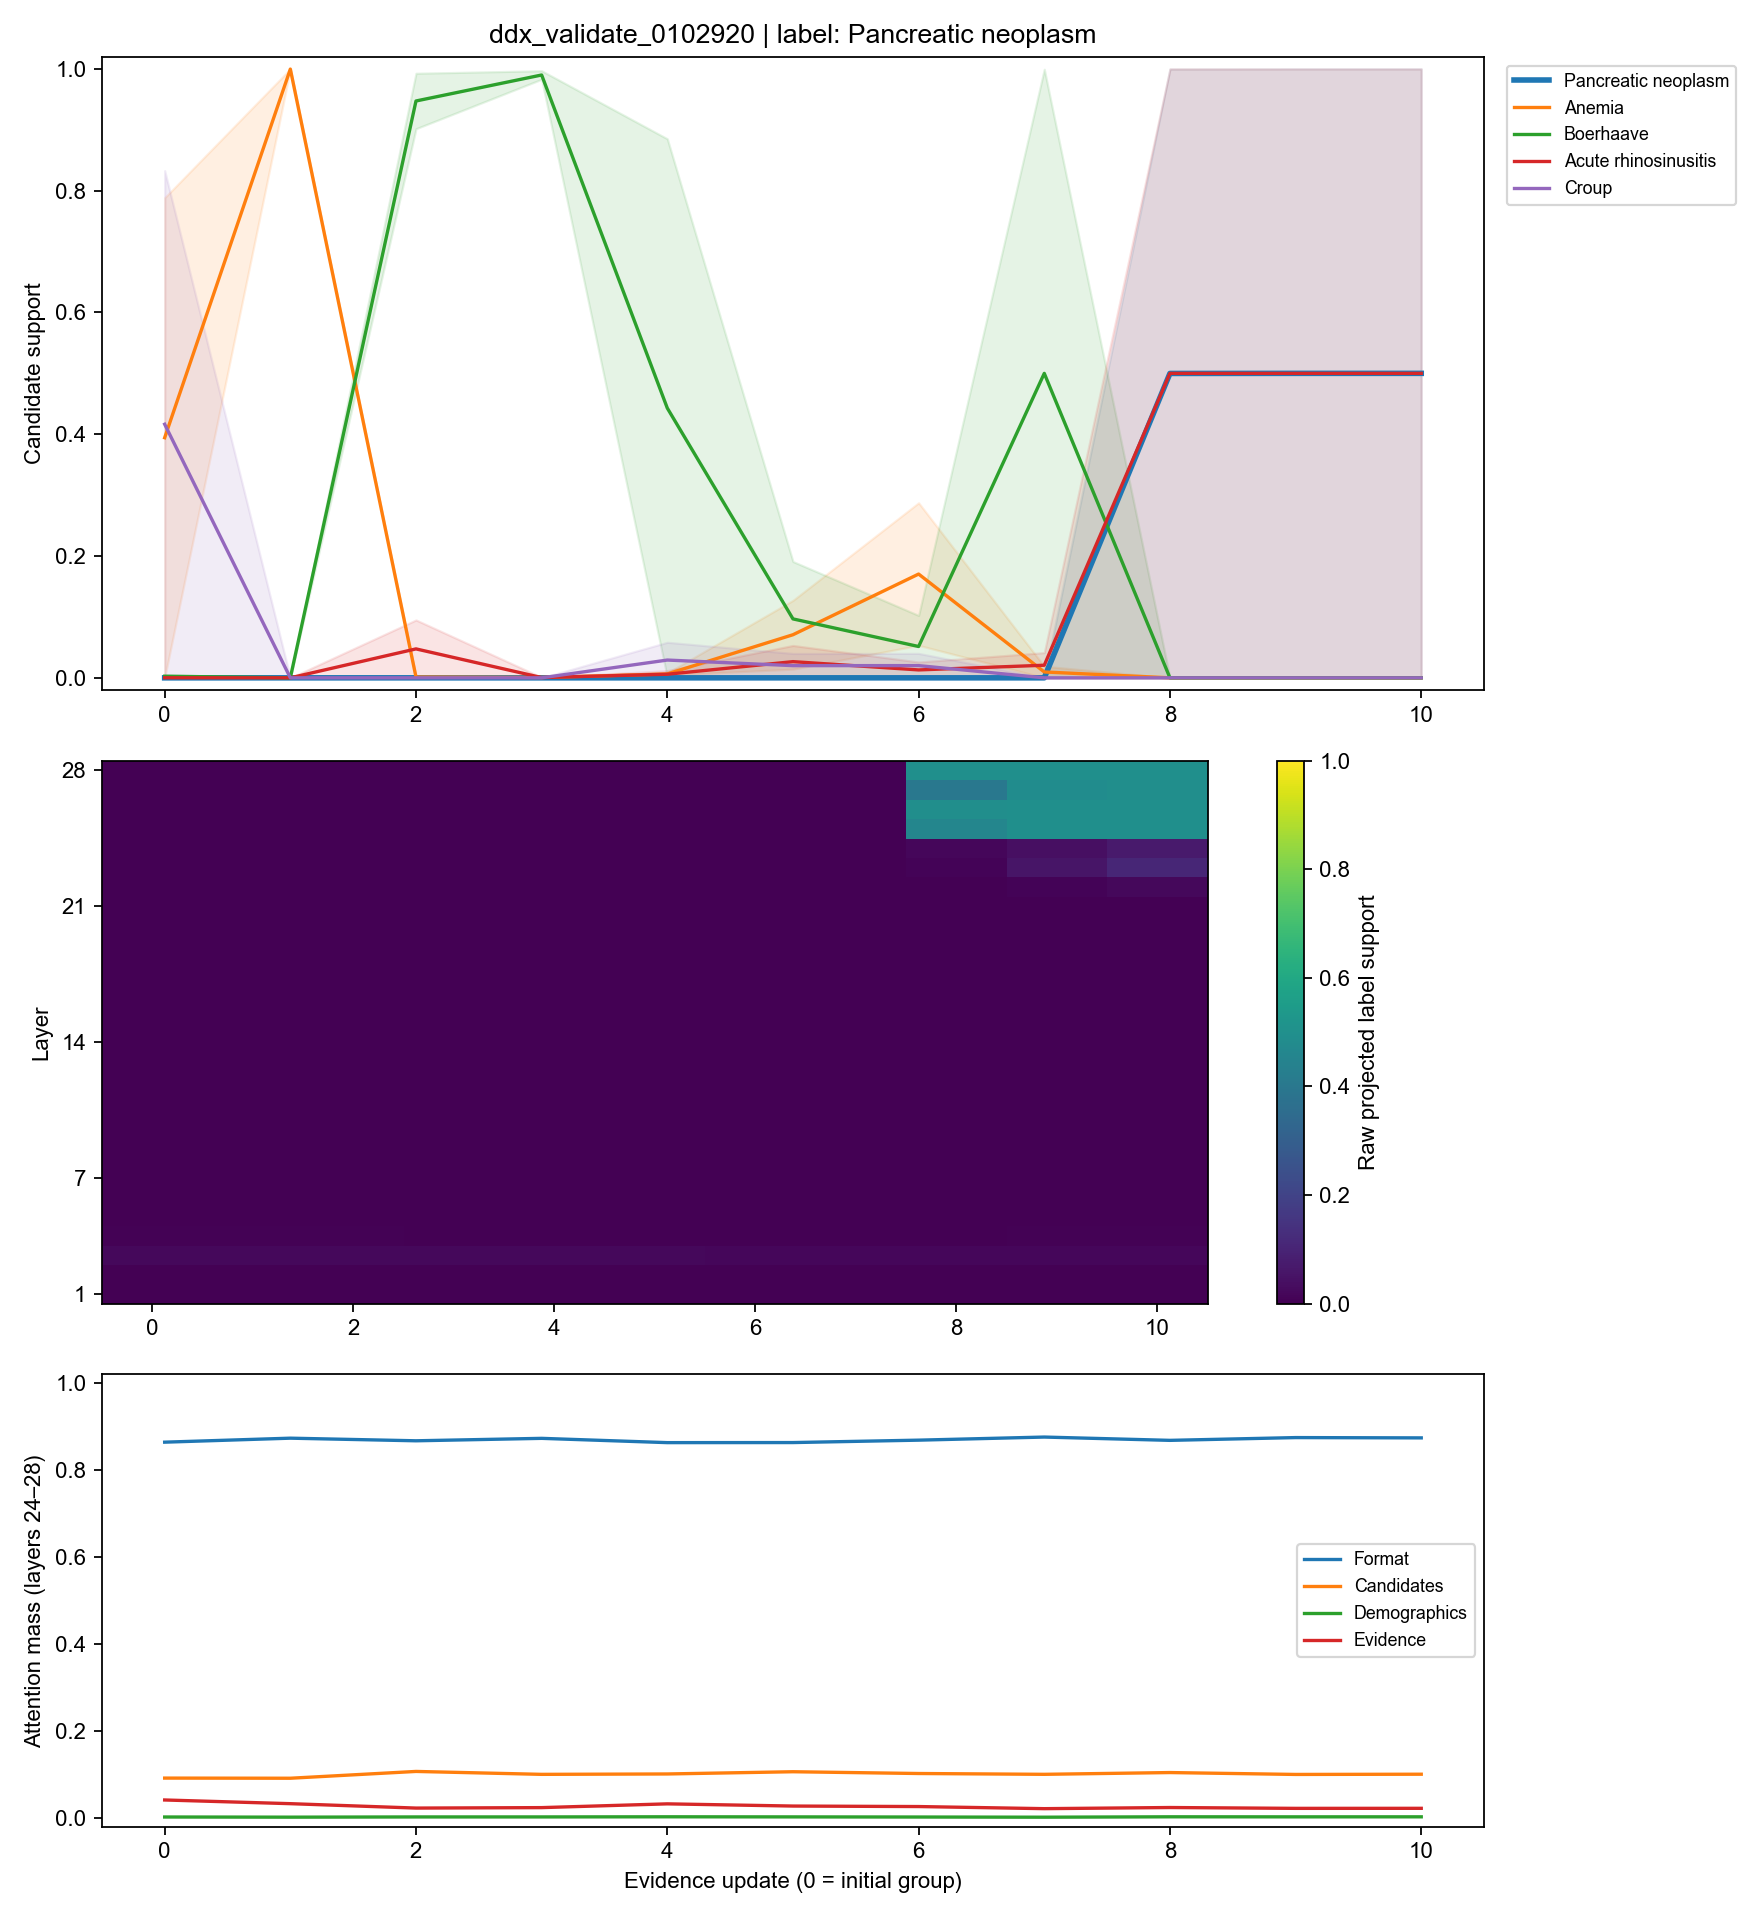 ddx_validate_0102920 | label: Pancreatic neoplasm
Candidate support
1.0
0.8
0.6
0.4
0.2
0.0
0 2 4 6 8 10
Pancreatic neoplasm
Anemia
Boerhaave
Acute rhinosinusitis
Croup
Layer
28
21
14
7
1
0 2 4 6 8 10
1.0
0.8
0.6
0.4
0.2
0.0
Raw projected label support
Attention mass (layers 24–28)
1.0
0.8
0.6
0.4
0.2
0.0
Format
Candidates
Demographics
Evidence
0 2 4 6 8 10
Evidence update (0 = initial group)